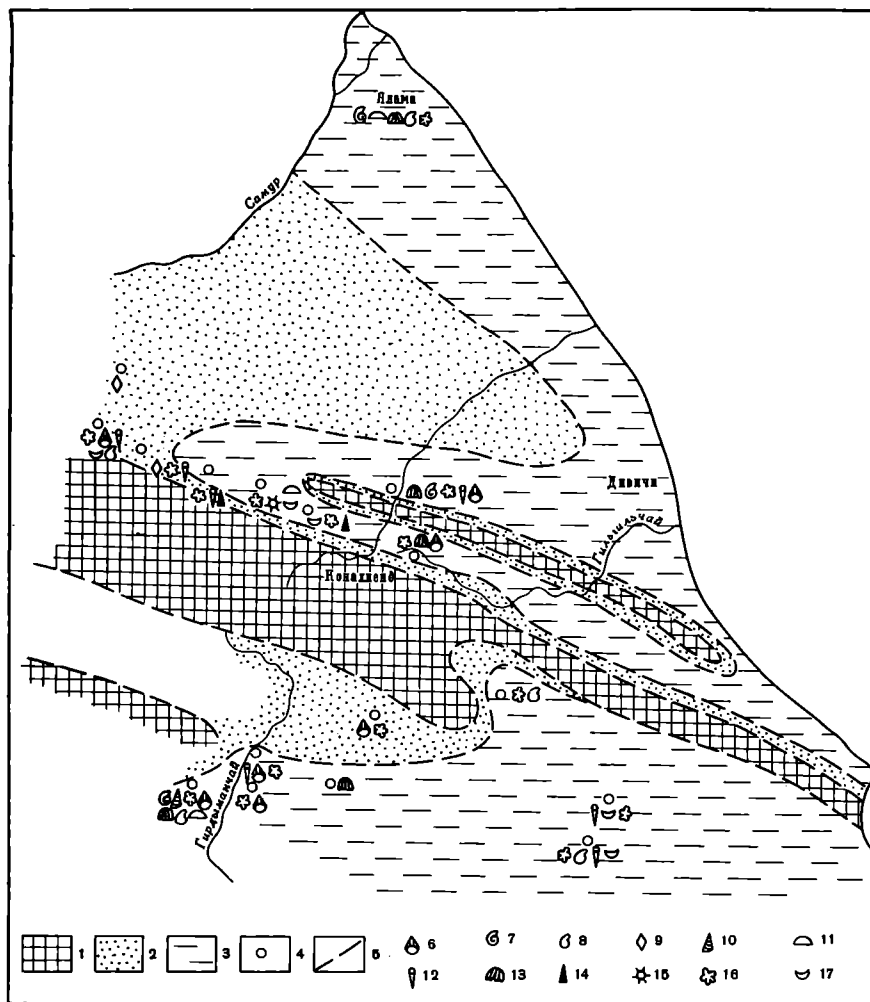 Ялама
Самур
Дивичи
Гильгильчай
Конахкенд
Гирдыманчай
1 2 3 4 5 6 7 8 9 10 11
12 13 14 15 16 17